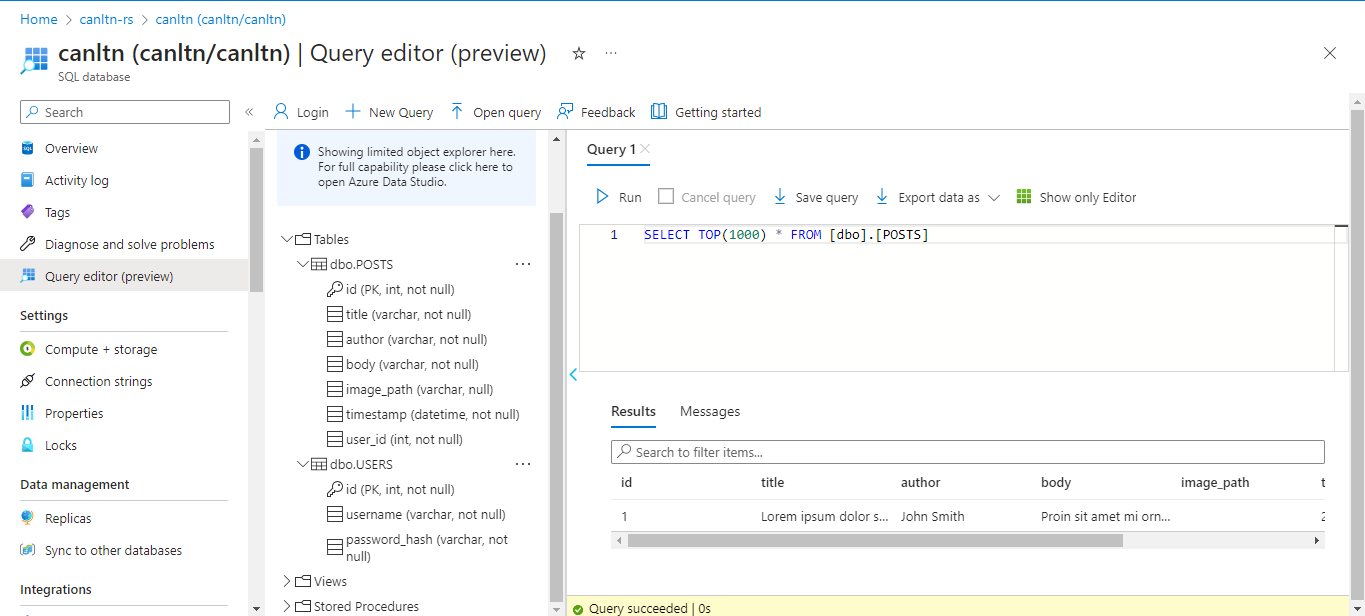 Home > canltn-rs > canltn (canltn/canltn)
canltn (canltn/canltn) | Query editor (preview)
SQL database
Search
Overview
Activity log
Tags
Diagnose and solve problems
Query editor (preview)
Settings
Compute + storage
Connection strings
Properties
Locks
Data management
Replicas
Sync to other databases
Integrations
Login
New Query
Open query
Feedback
Getting started
Showing limited object explorer here.
For full capability please click here to
open Azure Data Studio.
Tables
dbo.POSTS
id (PK, int, not null)
title (varchar, not null)
author (varchar, not null)
body (varchar, not null)
image_path (varchar, null)
timestamp (datetime, not null)
user_id (int, not null)
dbo.USERS
id (PK, int, not null)
username (varchar, not null)
password_hash (varchar, not
null)
Views
Stored Procedures
Query 1
Run
Cancel query
Save query
Export data as
Show only Editor
1 SELECT TOP(1000) * FROM [dbo].[POSTS]
Results Messages
Search to filter items...
id title author body image_path t
1 Lorem ipsum dolor s... John Smith Proin sit amet mi orn... 2
Query succeeded | 0s